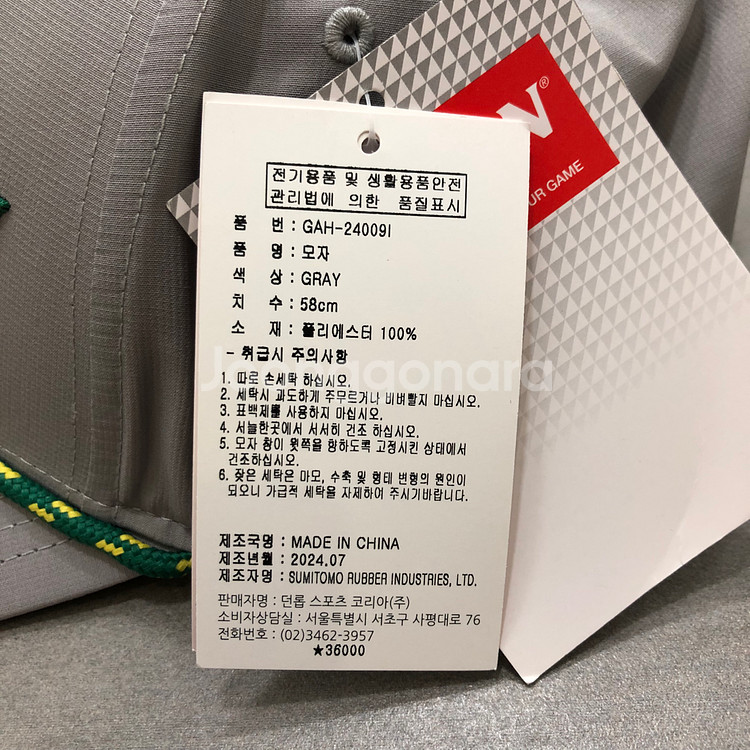 N®
UR GAME
전기용품 및 생활용품안전
관리법에 의한 품질표시
품 번 : GAH-24009I
품 명 : 모자
색 상 : GRAY
치 수 : 58cm
소 재 : 폴리에스터 100%
- 취급시 주의사항
1. 따로 손세탁 하십시오.
2. 세탁시 과도하게 주무르거나 비벼빨지 마십시오.
3. 표백제를 사용하지 마십시오.
4. 서늘한곳에서 서서히 건조 하십시오.
5. 모자 창이 윗쪽을 향하도록 고정시킨 상태에서
건조하십시오.
6. 잦은 세탁은 마모, 수축 및 형태 변형의 원인이
되오니 가급적 세탁을 자제하여 주시기바랍니다.
제조국명 : MADE IN CHINA
제조년월 : 2024.07
제조자명 : SUMITOMO RUBBER INDUSTRIES, LTD.
판매자명 : 던롭 스포츠 코리아(주)
소비자상담실 : 서울특별시 서초구 사평대로 76
전화번호 : (02)3462-3957
★36000
Joonggonara